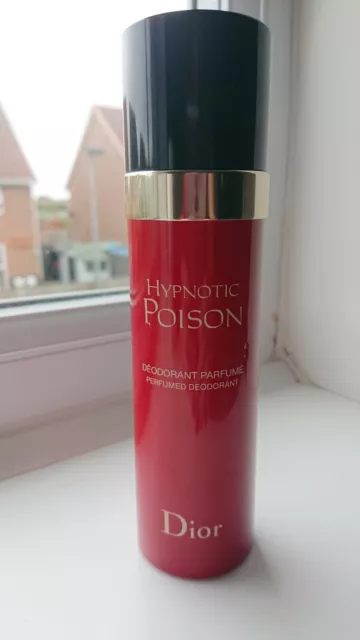 HYPNOTIC
POISON
DÉODORANT PARFUMÉ
PERFUMED DEODORANT
Dior